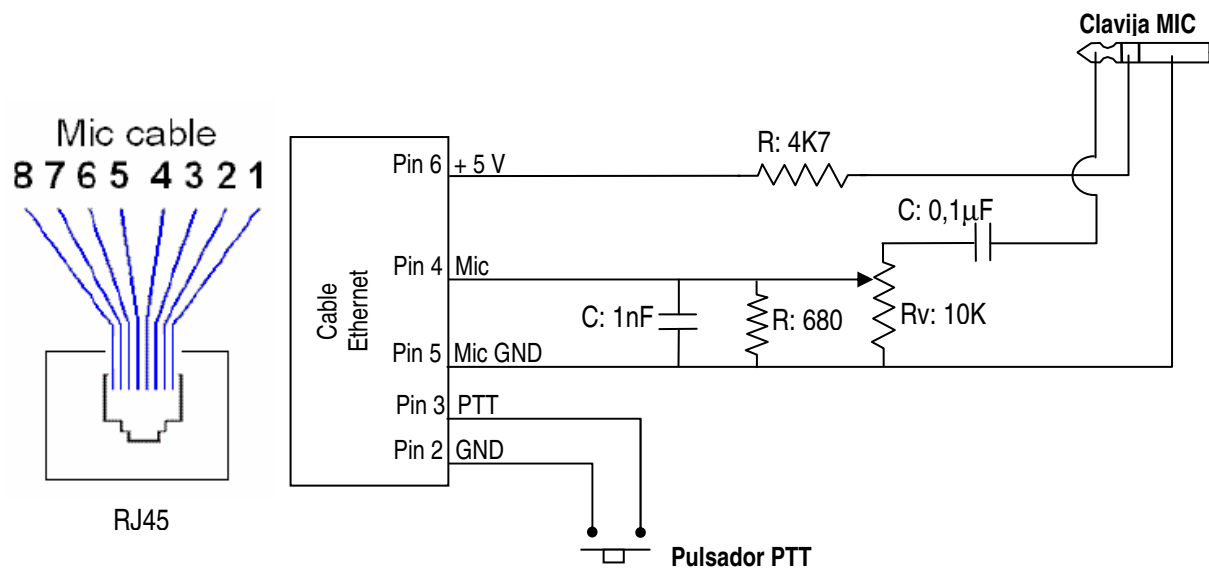 Clavija MIC
Mic cable
8 7 6 5 4 3 2 1
RJ45
Cable
Ethernet
Pin 6 + 5 V
R: 4K7
C: 0,1µF
Pin 4 Mic
C: 1nF
R: 680
Rv: 10K
Pin 5 Mic GND
Pin 3 PTT
Pin 2 GND
Pulsador PTT